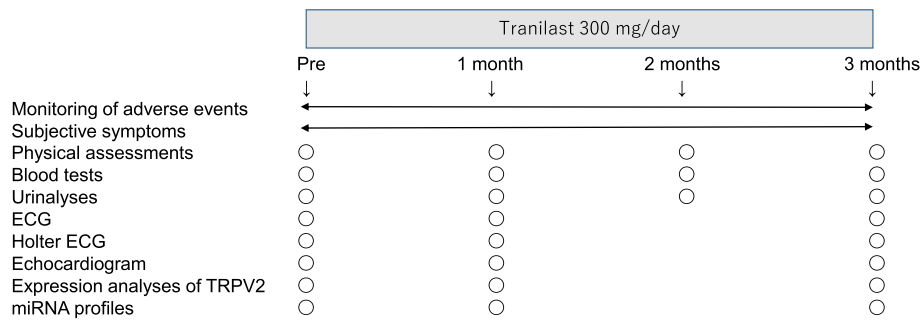 Tranilast 300 mg/day
Pre 1 month 2 months 3 months
Monitoring of adverse events
Subjective symptoms
Physical assessments
Blood tests
Urinalyses
ECG
Holter ECG
Echocardiogram
Expression analyses of TRPV2
miRNA profiles